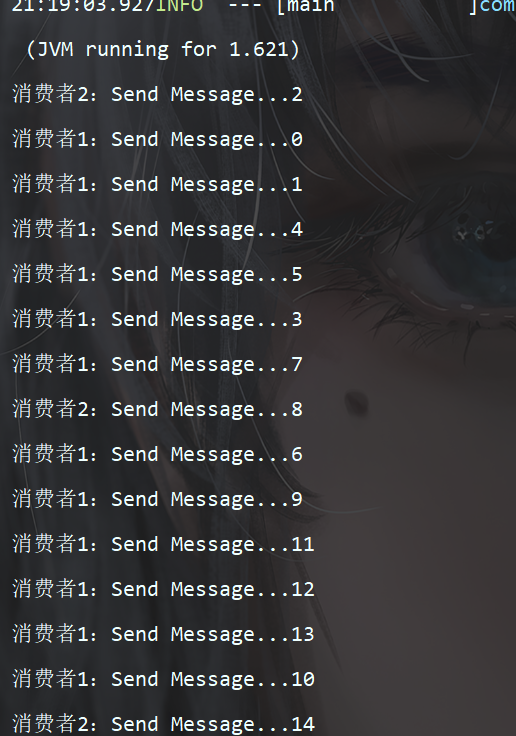 21:19:03.927INFO  --- [main           ]com
 (JVM running for 1.621)
消费者2：Send Message...2
消费者1：Send Message...0
消费者1：Send Message...1
消费者1：Send Message...4
消费者1：Send Message...5
消费者1：Send Message...3
消费者1：Send Message...7
消费者2：Send Message...8
消费者1：Send Message...6
消费者1：Send Message...9
消费者1：Send Message...11
消费者1：Send Message...12
消费者1：Send Message...13
消费者1：Send Message...10
消费者2：Send Message...14